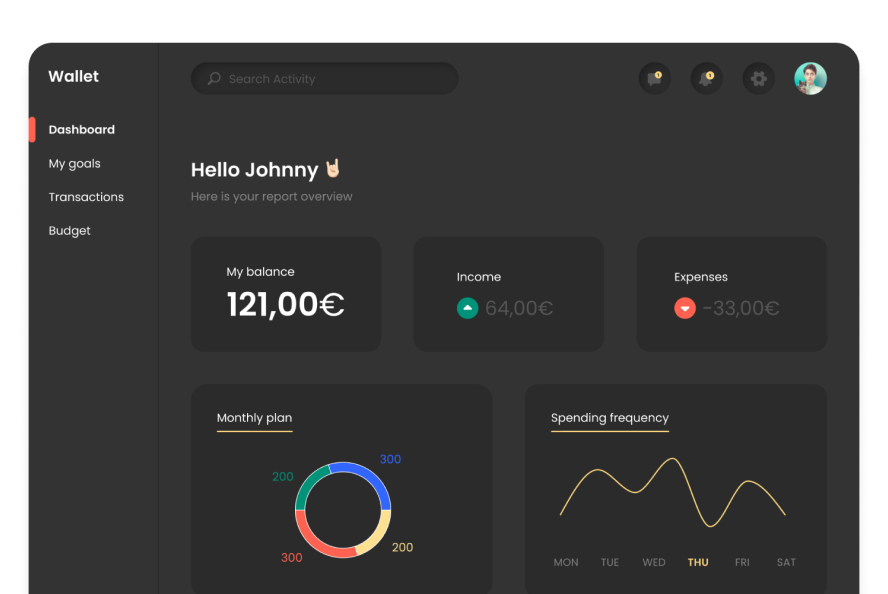 Wallet
Search Activity
Dashboard
My goals
Transactions
Budget
Hello Johnny 🤘🏻
Here is your report overview
My balance
121,00€
Income
64,00€
Expenses
-33,00€
Monthly plan
300
200
200
300
Spending frequency
MON TUE WED THU FRI SAT